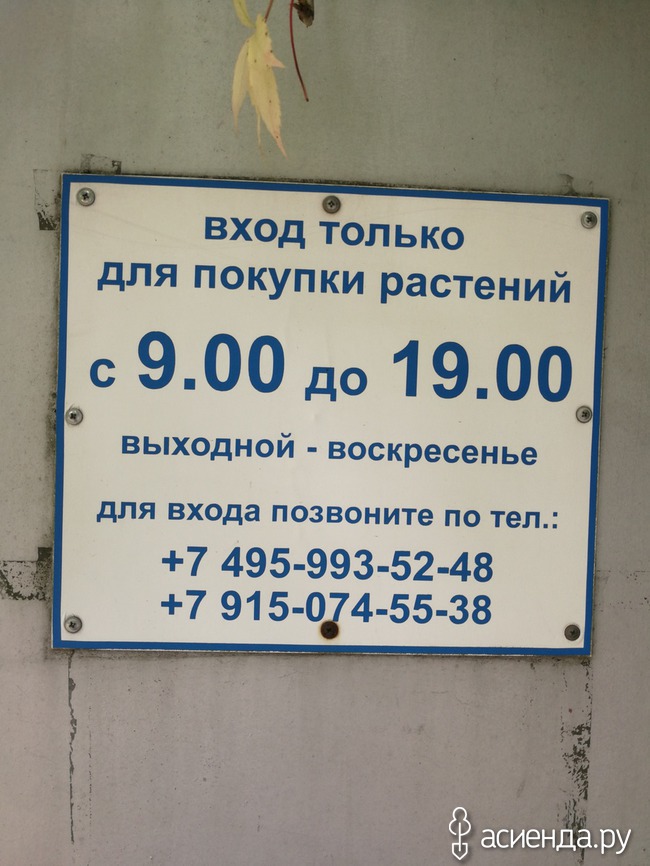 вход только
для покупки растений
с 9.00 до 19.00
выходной - воскресенье
для входа позвоните по тел.:
+7 495-993-52-48
+7 915-074-55-38
асиенда.ру